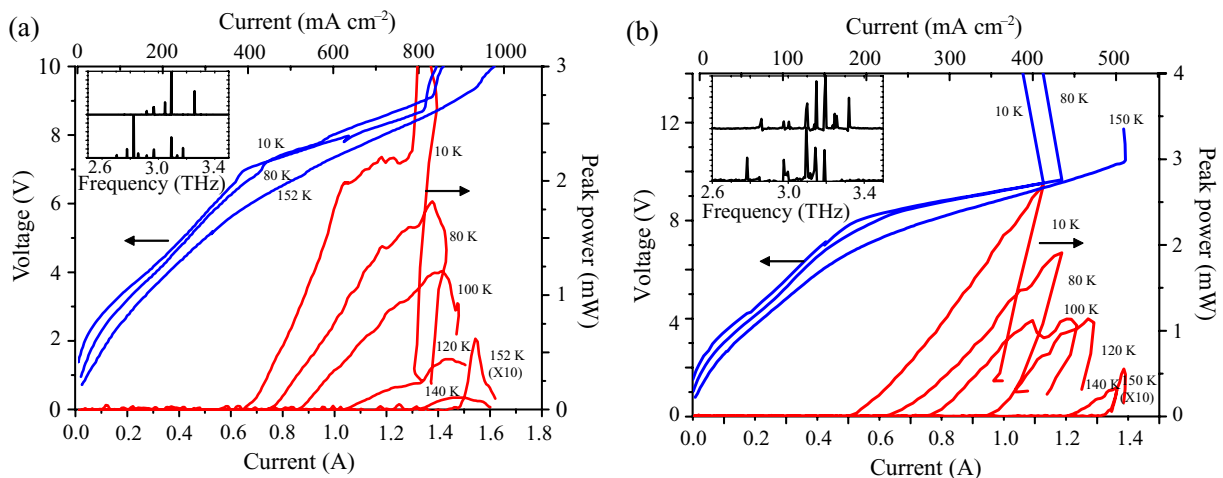 (a)
Current (mA cm–2)
0 200 400 600 800 1000
10
8
6
4
2
0
Voltage (V)
2.6 3.0 3.4
Frequency (THz)
10 K
80 K
152 K
10 K
80 K
100 K
120 K
140 K
152 K
(X10)
3
2
1
0
Peak power (mW)
0.0 0.2 0.4 0.6 0.8 1.0 1.2 1.4 1.6 1.8
Current (A)
(b)
Current (mA cm–2)
0 100 200 300 400 500
12
8
4
0
Voltage (V)
2.6 3.0 3.4
Frequency (THz)
10 K
80 K
150 K
10 K
80 K
100 K
120 K
140 K
150 K
(X10)
4
3
2
1
0
Peak power (mW)
0.0 0.2 0.4 0.6 0.8 1.0 1.2 1.4
Current (A)